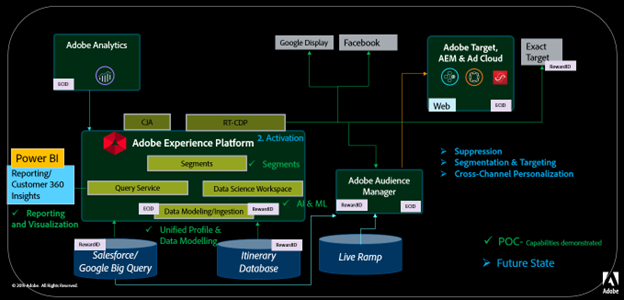 Adobe Analytics
ECID
Google Display
Facebook
Adobe Target,
AEM & Ad Cloud
Web
ECID
Exact
Target
RewardID
CJA
RT-CDP
2. Activation
Adobe Experience Platform
Segments
✓ Segments
Query Service
Data Science Workspace
✓ AI & ML
ECID
Data Modeling/Ingestion
RewardID
Power BI
Reporting/
Customer 360
Insights
✓ Reporting
and Visualization
✓ Unified Profile &
Data Modelling
Adobe Audience
Manager
RewardID
ECID
➢ Suppression
➢ Segmentation & Targeting
➢ Cross-Channel Personalization
RewardID
Salesforce/
Google Big Query
RewardID
Itinerary
Database
Live Ramp
✓ POC- Capabilities demonstrated
➢ Future State
© 2019 Adobe. All Rights Reserved.
Adobe